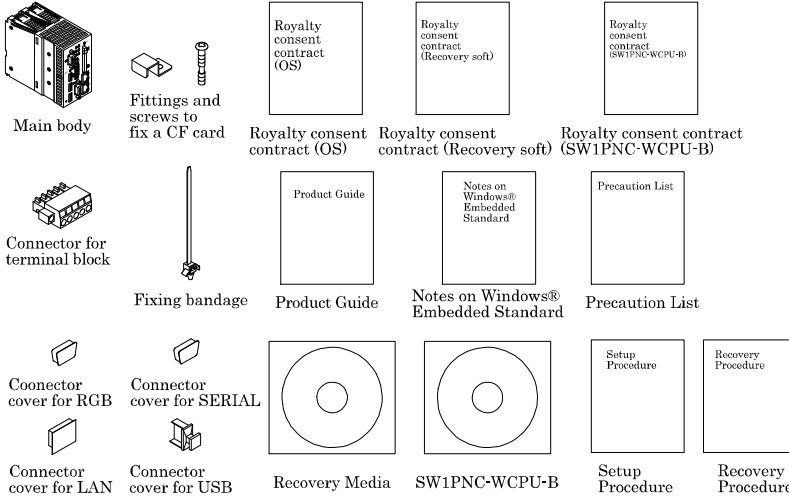 Royalty
consent
contract
(OS)
Royalty
consent
contract
(Recovery soft)
Royalty
consent
contract
(SW1PNC-WCPU-B)
Main body
Fittings and
screws to
fix a CF card
Royalty consent
contract (OS)
Royalty consent
contract (Recovery soft)
Royalty consent contract
(SW1PNC-WCPU-B)
Product Guide
Notes on
Windows®
Embedded
Standard
Precaution List
Connector for
terminal block
Fixing bandage
Product Guide
Notes on Windows®
Embedded Standard
Precaution List
Setup
Procedure
Recovery
Procedure
Coonector
cover for RGB
Connector
cover for SERIAL
Connector
cover for LAN
Connector
cover for USB
Recovery Media
SW1PNC-WCPU-B
Setup
Procedure
Recovery
Procedure